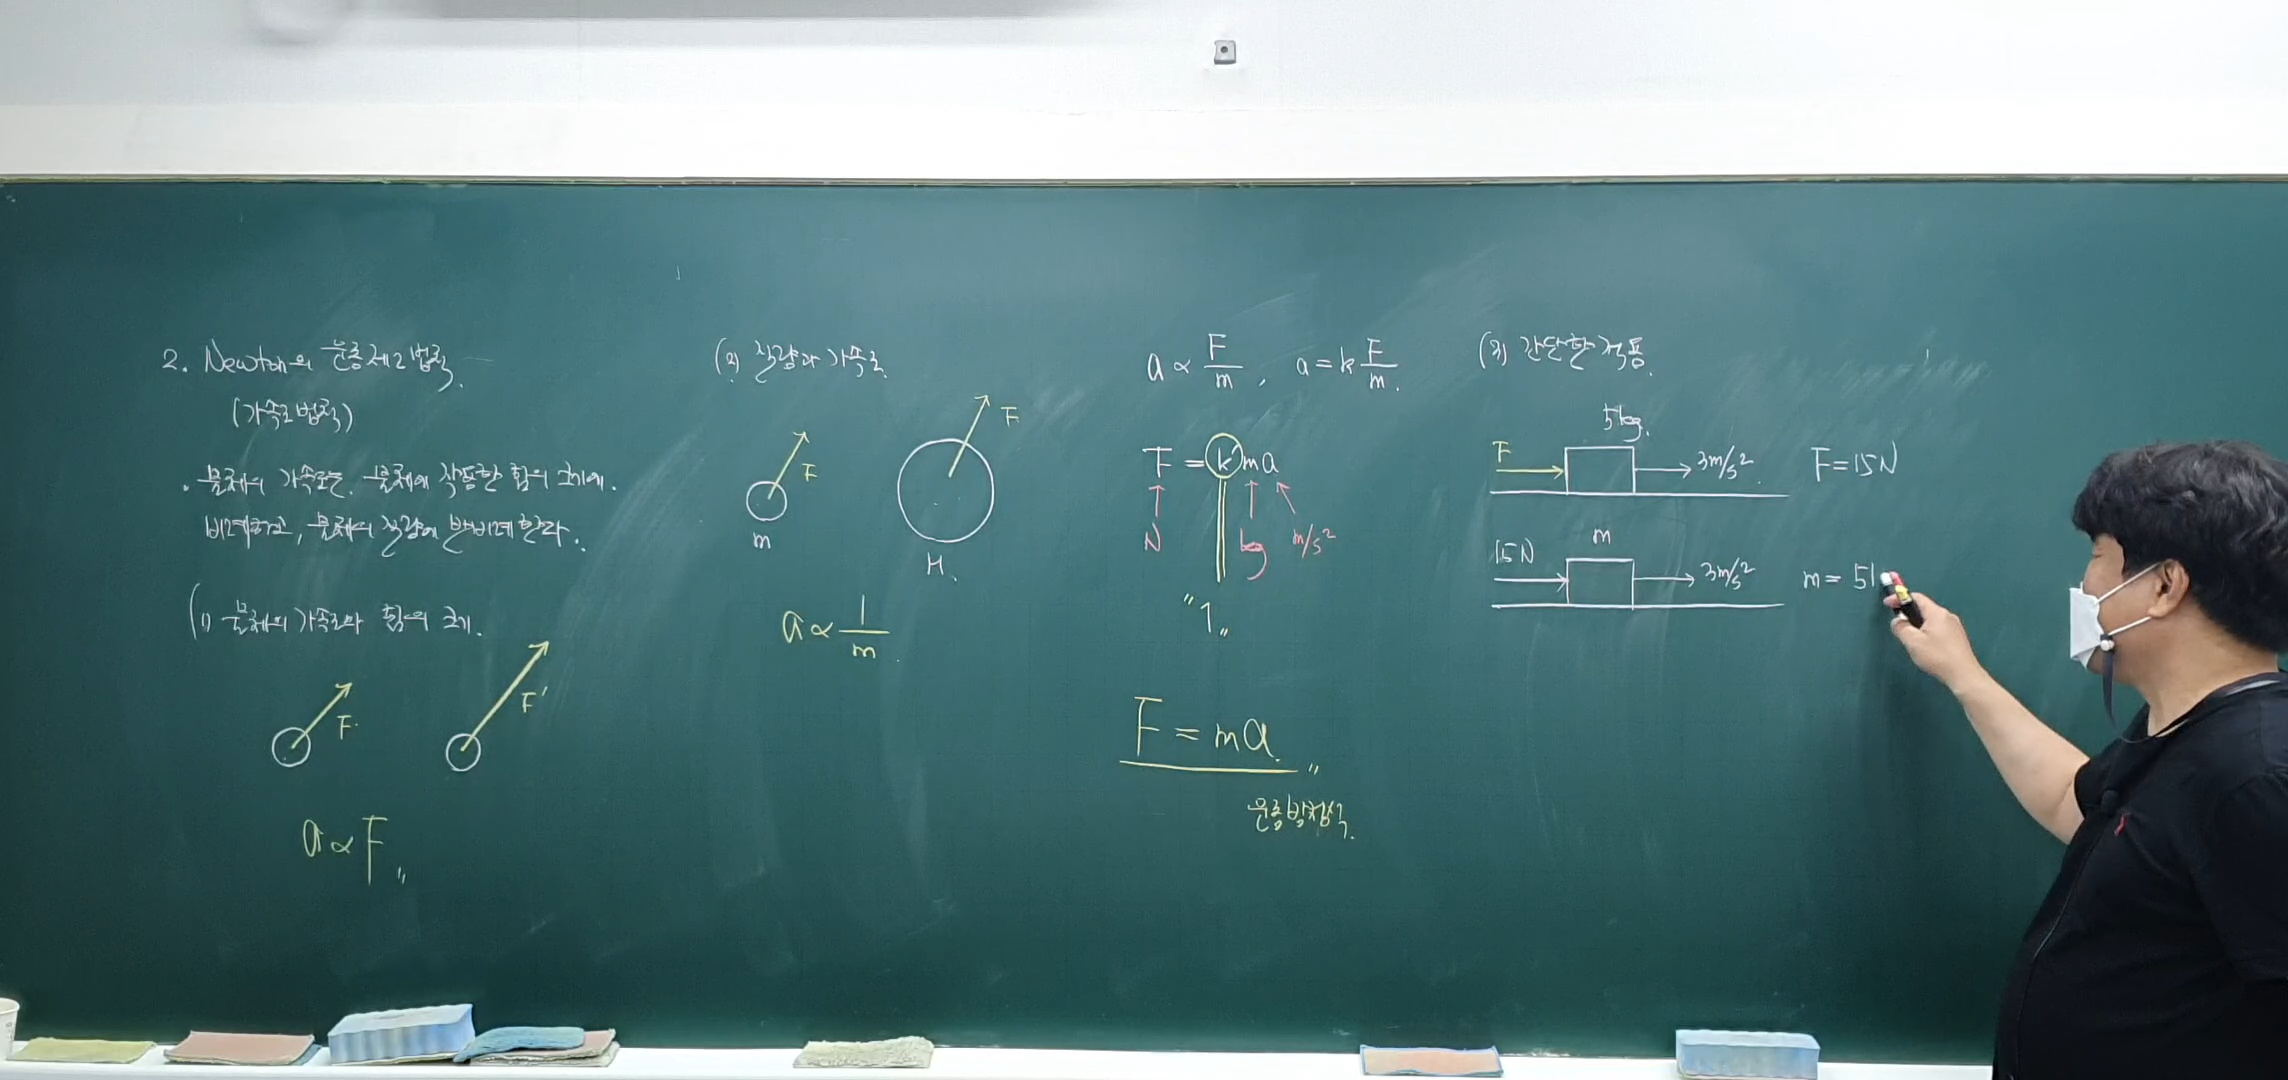 2. Newton의 운동 제2법칙.
(가속도 법칙)
. 물체의 가속도는, 물체에 작용한 힘의 크기에.
비례하고, 물체의 질량에 반비례 한다.
(1) 물체의 가속도와 힘의 크기.
F.
F'
a ∝ F 〃
(2) 질량과 가속도.
F
m
F
M.
a ∝ 1/m .
a ∝ F/m , a = k F/m .
F = k'ma
N
kg
m/s²
"1〃
F = ma 〃
운동방정식.
(3) 간단한 적용.
5kg.
F
3m/s².
F=15N
m
15N
3m/s²
m = 5